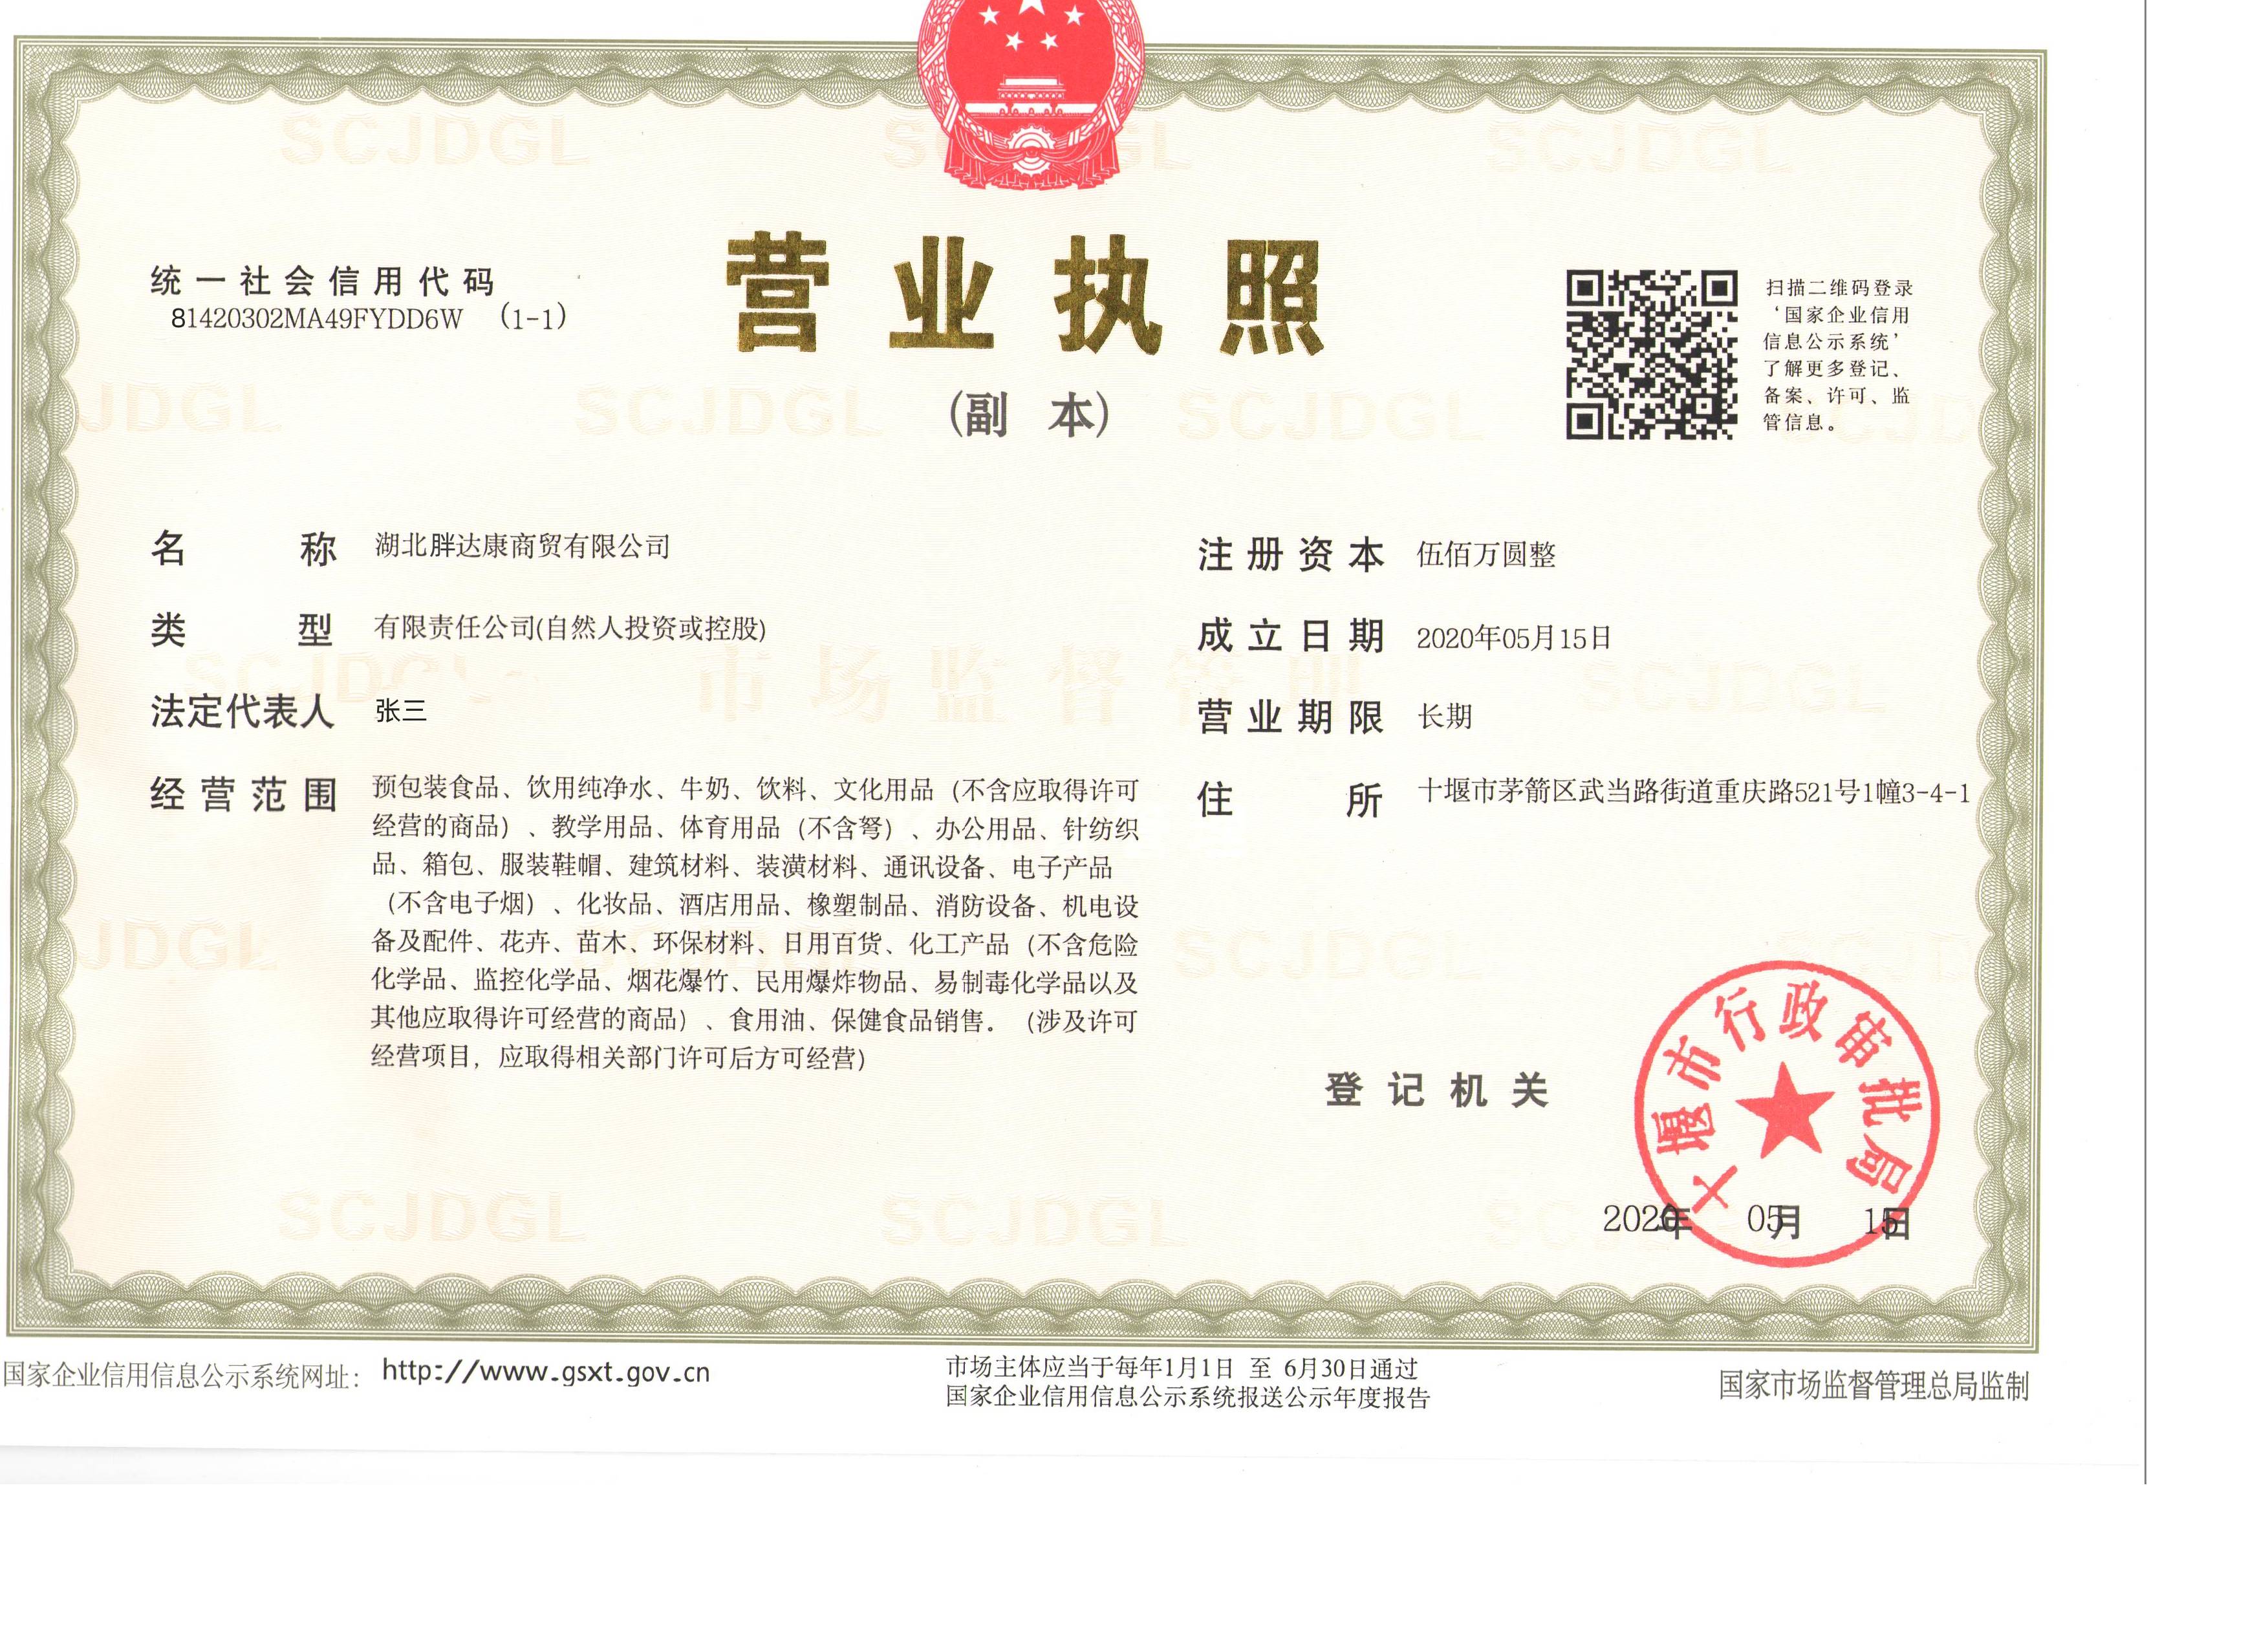 统一社会信用代码
81420302MA49FYDD6W (1-1)
营业执照
(副 本)
扫描二维码登录
‘国家企业信用
信息公示系统’
了解更多登记、
备案、许可、监
管信息。
名 称 湖北胖达康商贸有限公司
类 型 有限责任公司(自然人投资或控股)
法定代表人 张三
经营范围 预包装食品、饮用纯净水、牛奶、饮料、文化用品（不含应取得许可
经营的商品）、教学用品、体育用品（不含弩）、办公用品、针纺织
品、箱包、服装鞋帽、建筑材料、装潢材料、通讯设备、电子产品
（不含电子烟）、化妆品、酒店用品、橡塑制品、消防设备、机电设
备及配件、花卉、苗木、环保材料、日用百货、化工产品（不含危险
化学品、监控化学品、烟花爆竹、民用爆炸物品、易制毒化学品以及
其他应取得许可经营的商品）、食用油、保健食品销售。（涉及许可
经营项目，应取得相关部门许可后方可经营）
注册资本 伍佰万圆整
成立日期 2020年05月15日
营业期限 长期
住 所 十堰市茅箭区武当路街道重庆路521号1幢3-4-1
登记机关
十堰市行政审批局
2020年 05月 15日
国家企业信用信息公示系统网址： http://www.gsxt.gov.cn
市场主体应当于每年1月1日 至 6月30日通过
国家企业信用信息公示系统报送公示年度报告
国家市场监督管理总局监制
SCJDGL
市场监督管理